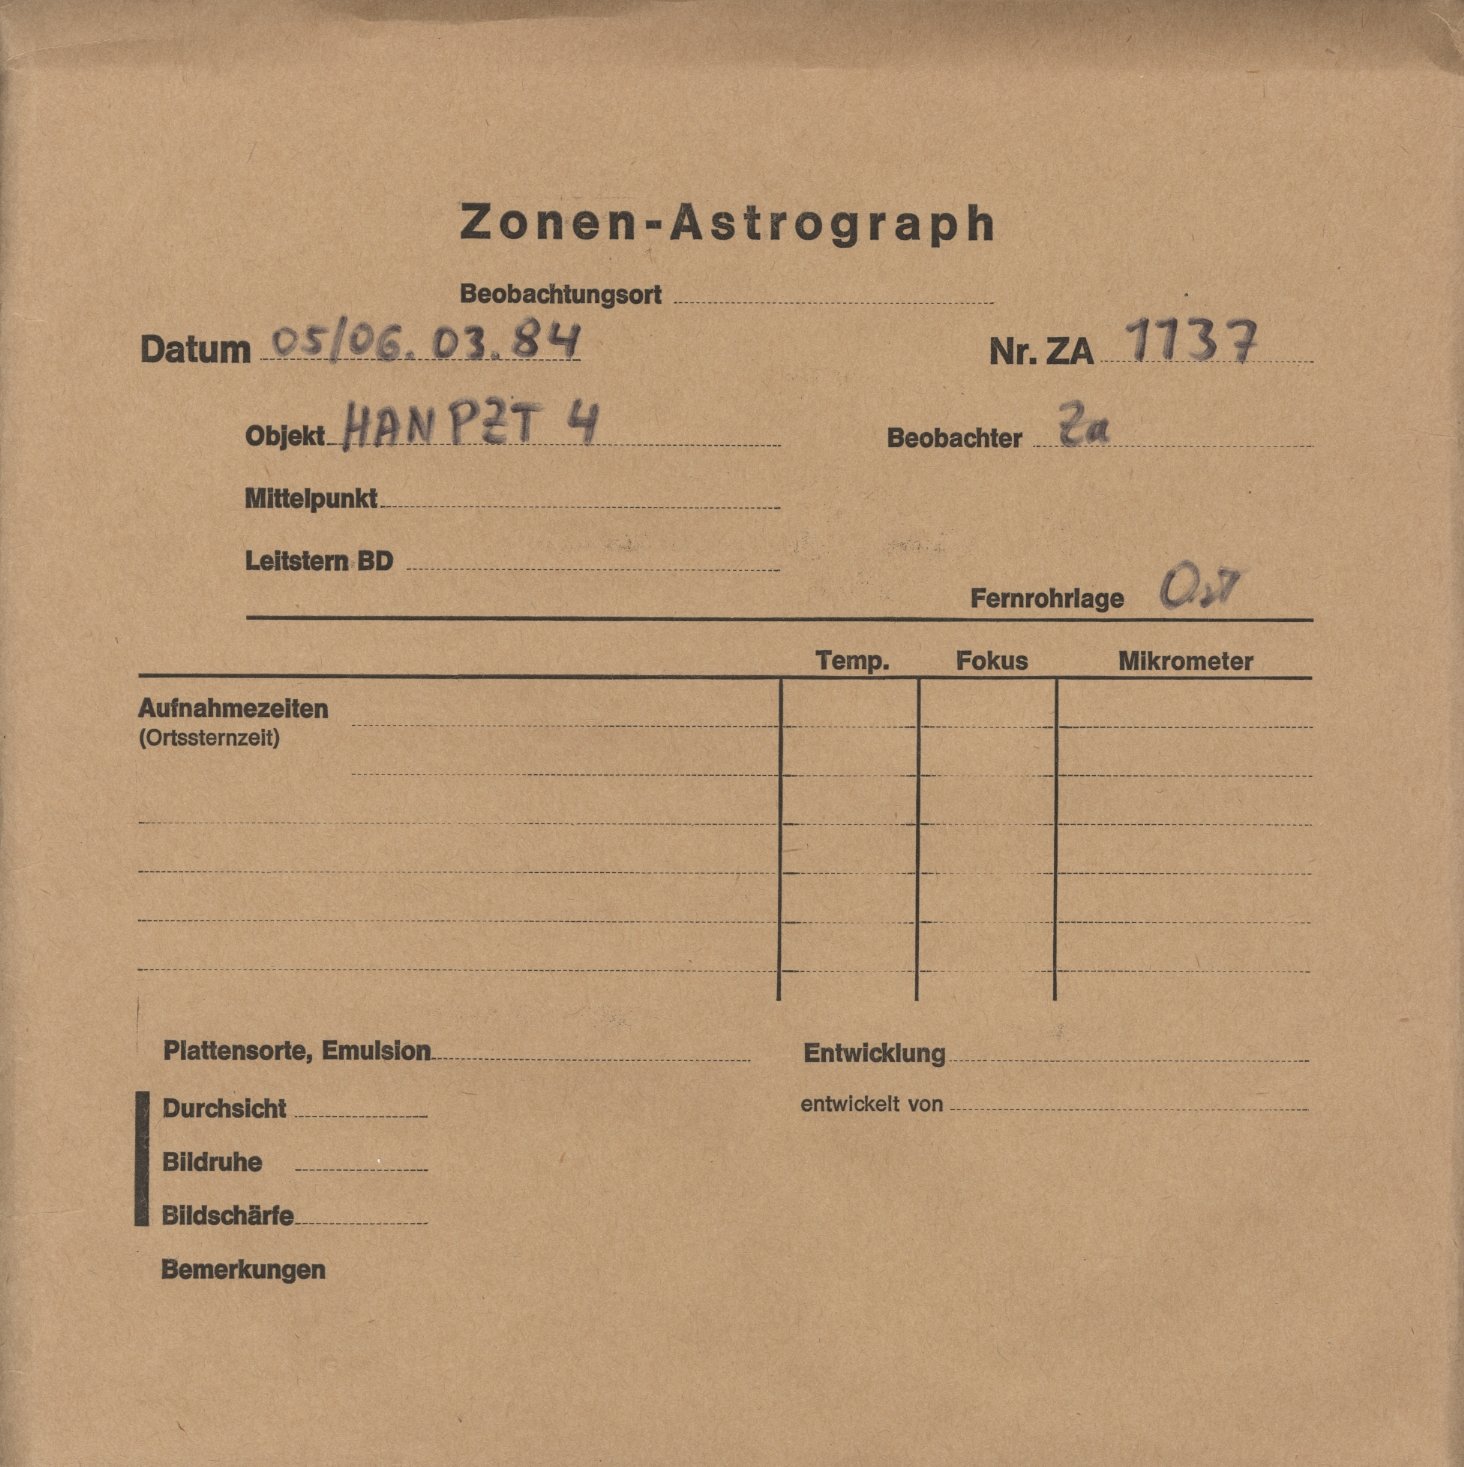 Zonen-Astrograph
Beobachtungsort
Datum 05/06.03.84 Nr. ZA 1137
Objekt HAN PZT 4 Beobachter Za
Mittelpunkt
Leitstern BD
Fernrohrlage Ost
Temp. Fokus Mikrometer
Aufnahmezeiten
(Ortssternzeit)
Plattensorte, Emulsion Entwicklung
Durchsicht entwickelt von
Bildruhe
Bildschärfe
Bemerkungen